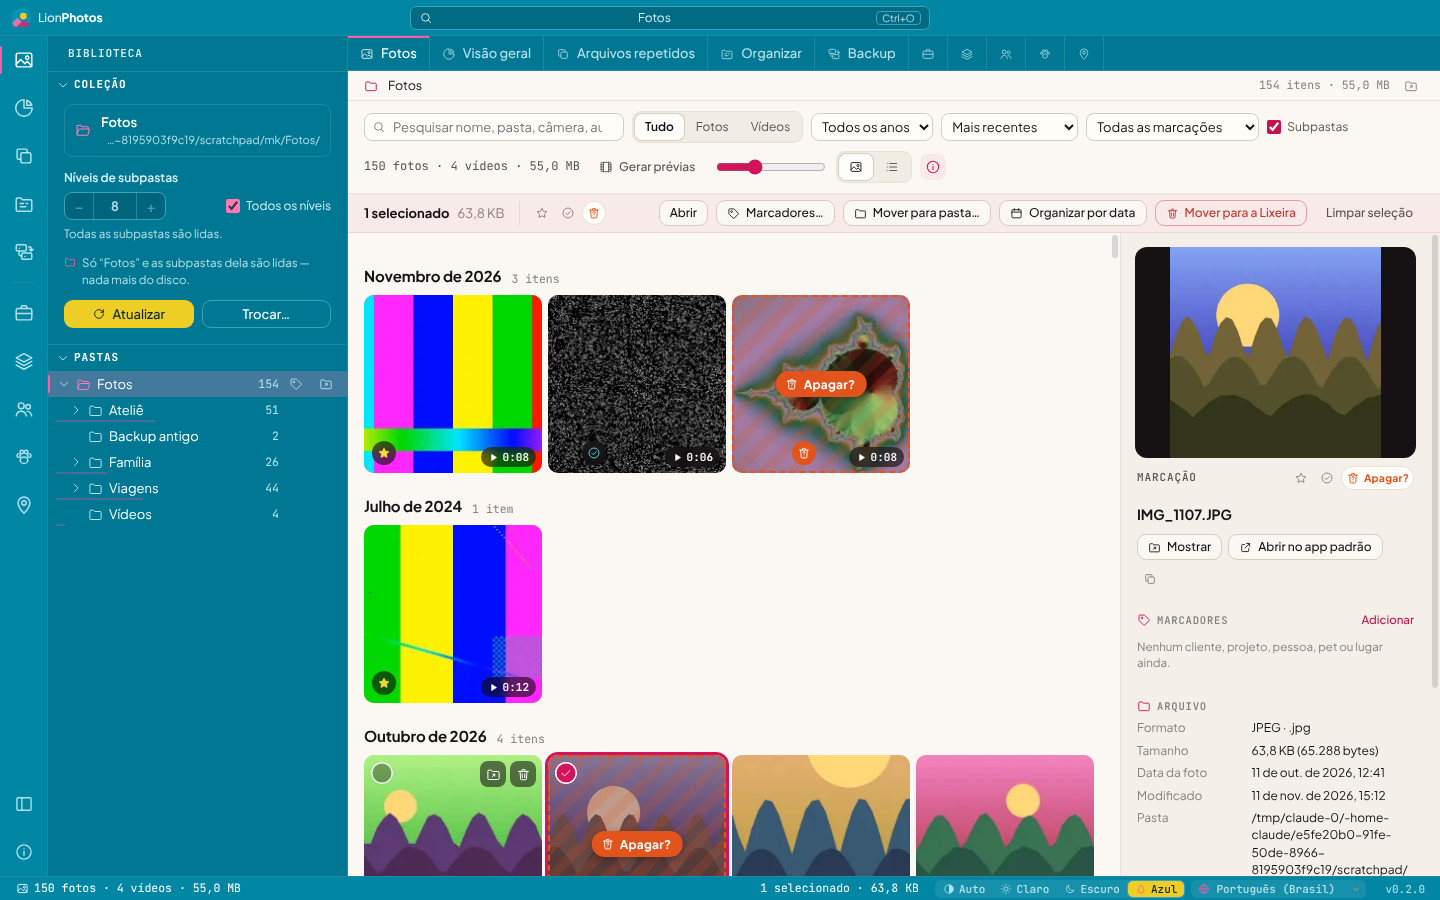 LionPhotos
Fotos
Ctrl+O
BIBLIOTECA
COLEÇÃO
Fotos
…–8195903f9c19/scratchpad/mk/Fotos/
Níveis de subpastas
− 8 +
Todos os níveis
Todas as subpastas são lidas.
Só “Fotos” e as subpastas dela são lidas —
nada mais do disco.
Atualizar
Trocar…
PASTAS
Fotos 154
Ateliê 51
Backup antigo 2
Família 26
Viagens 44
Vídeos 4
Fotos
Visão geral
Arquivos repetidos
Organizar
Backup
Fotos
154 itens · 55,0 MB
Pesquisar nome, pasta, câmera, au
Tudo
Fotos
Vídeos
Todos os anos
Mais recentes
Todas as marcações
Subpastas
150 fotos · 4 vídeos · 55,0 MB
Gerar prévias
1 selecionado 63,8 KB
Abrir
Marcadores…
Mover para pasta…
Organizar por data
Mover para a Lixeira
Limpar seleção
Novembro de 2026 3 itens
0:08
0:06
Apagar?
0:08
Julho de 2024 1 item
0:12
Outubro de 2026 4 itens
Apagar?
MARCAÇÃO
Apagar?
IMG_1107.JPG
Mostrar
Abrir no app padrão
MARCADORES
Adicionar
Nenhum cliente, projeto, pessoa, pet ou lugar
ainda.
ARQUIVO
Formato JPEG · .jpg
Tamanho 63,8 KB (65.288 bytes)
Data da foto 11 de out. de 2026, 12:41
Modificado 11 de nov. de 2026, 15:12
Pasta /tmp/claude-0/-home-
claude/e5fe20b0-91fe-
50de-8966-
8195903f9c19/scratchpad/
150 fotos · 4 vídeos · 55,0 MB
1 selecionado · 63,8 KB
Auto
Claro
Escuro
Azul
Português (Brasil)
v0.2.0